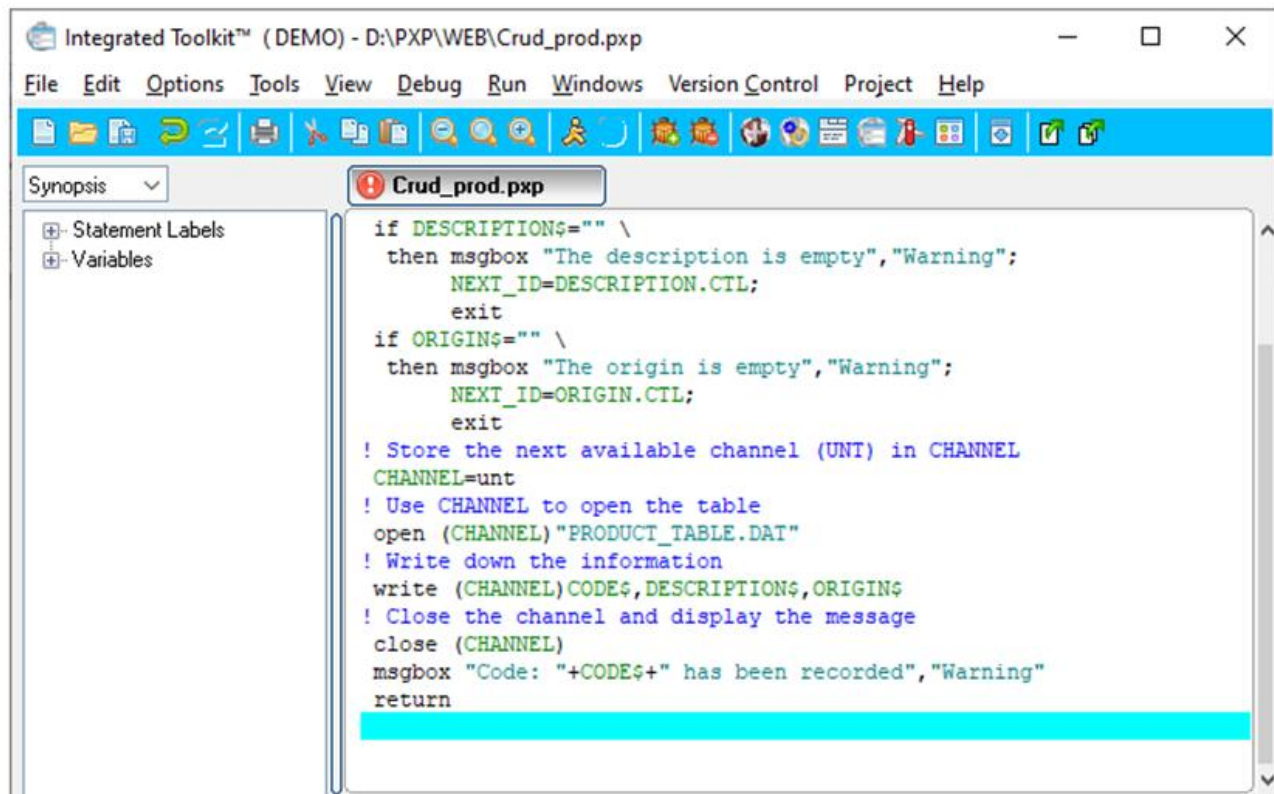 Integrated Toolkit™ ( DEMO) - D:\PXP\WEB\Crud_prod.pxp
File Edit Options Tools View Debug Run Windows Version Control Project Help
Synopsis
Crud_prod.pxp
Statement Labels
Variables
if DESCRIPTION$="" \
then msgbox "The description is empty","Warning";
NEXT_ID=DESCRIPTION.CTL;
exit
if ORIGIN$="" \
then msgbox "The origin is empty","Warning";
NEXT_ID=ORIGIN.CTL;
exit
! Store the next available channel (UNT) in CHANNEL
CHANNEL=unt
! Use CHANNEL to open the table
open (CHANNEL)"PRODUCT_TABLE.DAT"
! Write down the information
write (CHANNEL)CODE$,DESCRIPTION$,ORIGIN$
! Close the channel and display the message
close (CHANNEL)
msgbox "Code: "+CODE$+" has been recorded","Warning"
return